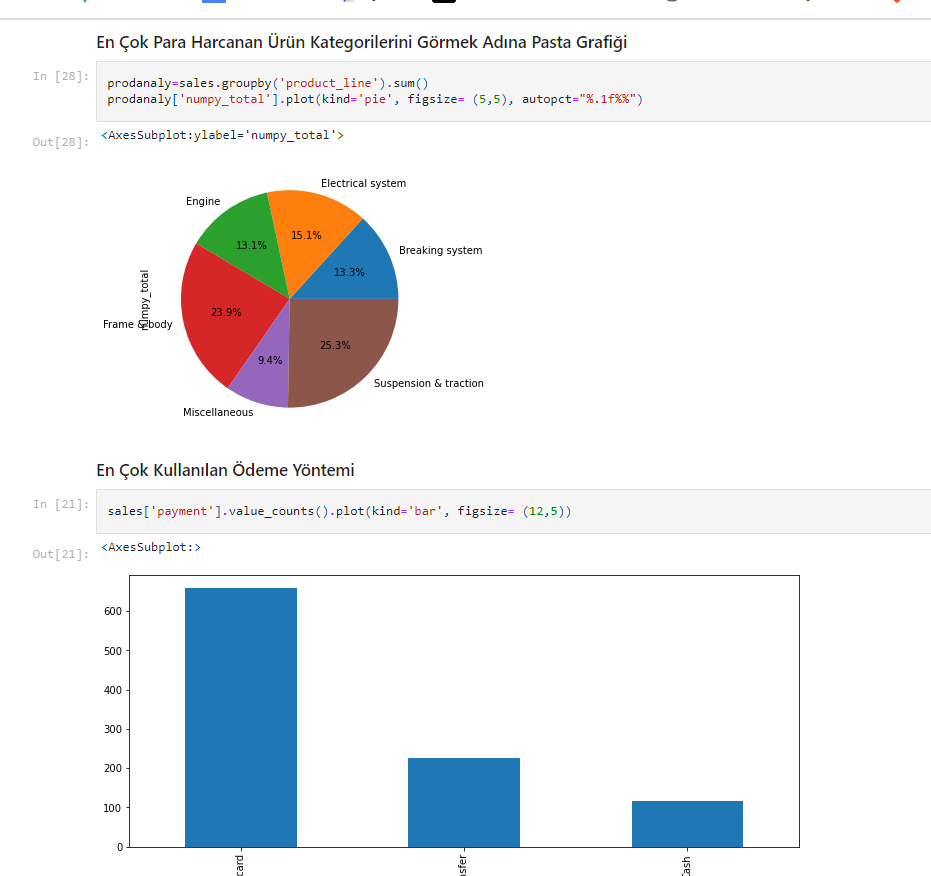 En Çok Para Harcanan Ürün Kategorilerini Görmek Adına Pasta Grafiği
In [28]:
prodanaly=sales.groupby('product_line').sum()
prodanaly['numpy_total'].plot(kind='pie', figsize= (5,5), autopct="%.1f%%")
Out[28]:
<AxesSubplot:ylabel='numpy_total'>
Electrical system
Engine
15.1%
13.1%
Breaking system
13.3%
numpy_total
23.9%
Frame & body
25.3%
9.4%
Suspension & traction
Miscellaneous
En Çok Kullanılan Ödeme Yöntemi
In [21]:
sales['payment'].value_counts().plot(kind='bar', figsize= (12,5))
Out[21]:
<AxesSubplot:>
600
500
400
300
200
100
0
card